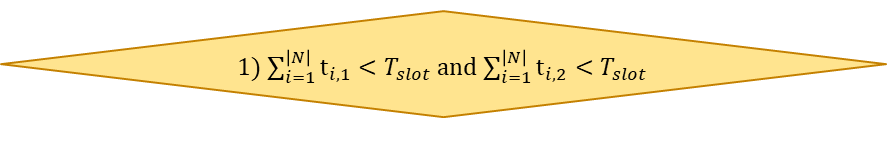 1) ∑_{i=1}^{|N|} t_{i,1} < T_{slot} and ∑_{i=1}^{|N|} t_{i,2} < T_{slot}